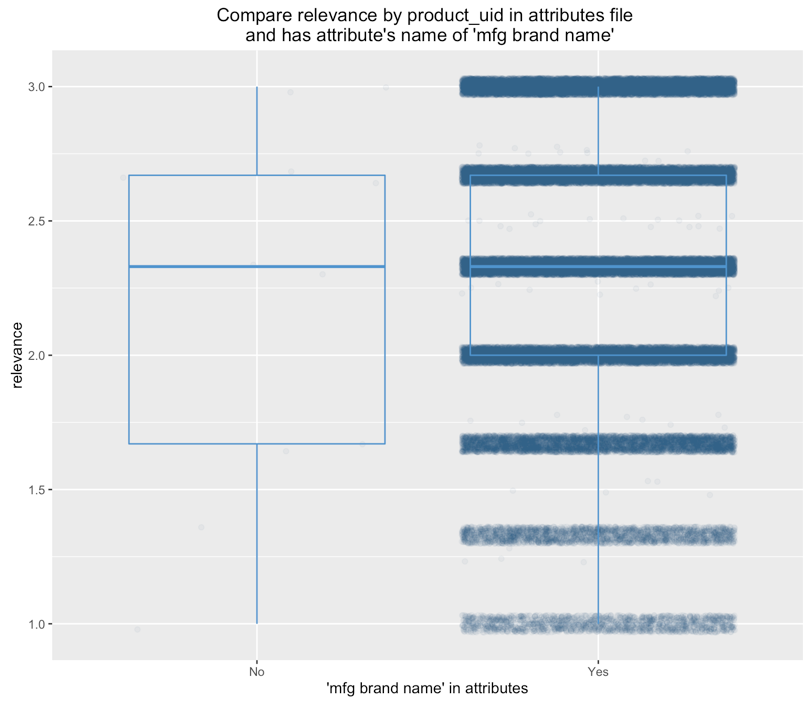 Compare relevance by product_uid in attributes file
and has attribute's name of 'mfg brand name'
3.0
2.5
2.0
1.5
1.0
relevance
No
Yes
'mfg brand name' in attributes